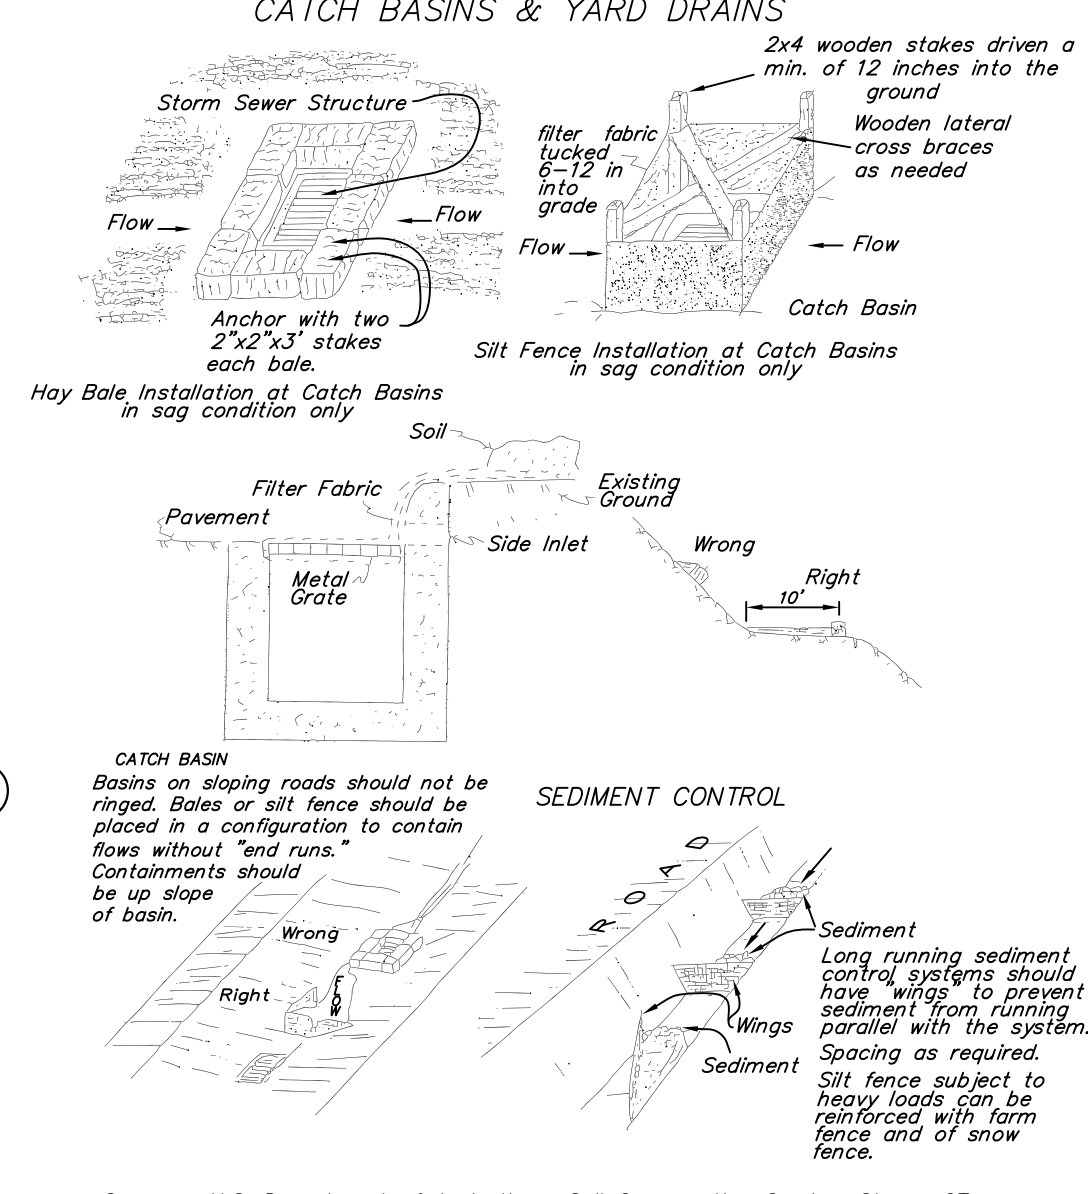 CATCH BASINS & YARD DRAINS
2x4 wooden stakes driven a
min. of 12 inches into the
ground
Storm Sewer Structure
filter fabric
tucked
6-12 in
into
grade
Wooden lateral
cross braces
as needed
Flow
Flow
Flow
Flow
Catch Basin
Anchor with two
2"x2"x3' stakes
each bale.
Silt Fence Installation at Catch Basins
in sag condition only
Hay Bale Installation at Catch Basins
in sag condition only
Soil
Filter Fabric
Existing
Ground
Pavement
Side Inlet
Metal
Grate
Wrong
Right
10'
CATCH BASIN
Basins on sloping roads should not be
ringed. Bales or silt fence should be
placed in a configuration to contain
flows without "end runs."
Containments should
be up slope
of basin.
Wrong
Right
FLOW
SEDIMENT CONTROL
ROAD
Sediment
Long running sediment
control systems should
have "wings" to prevent
sediment from running
parallel with the system.
Wings
Sediment
Spacing as required.
Silt fence subject to
heavy loads can be
reinforced with farm
fence and of snow
fence.